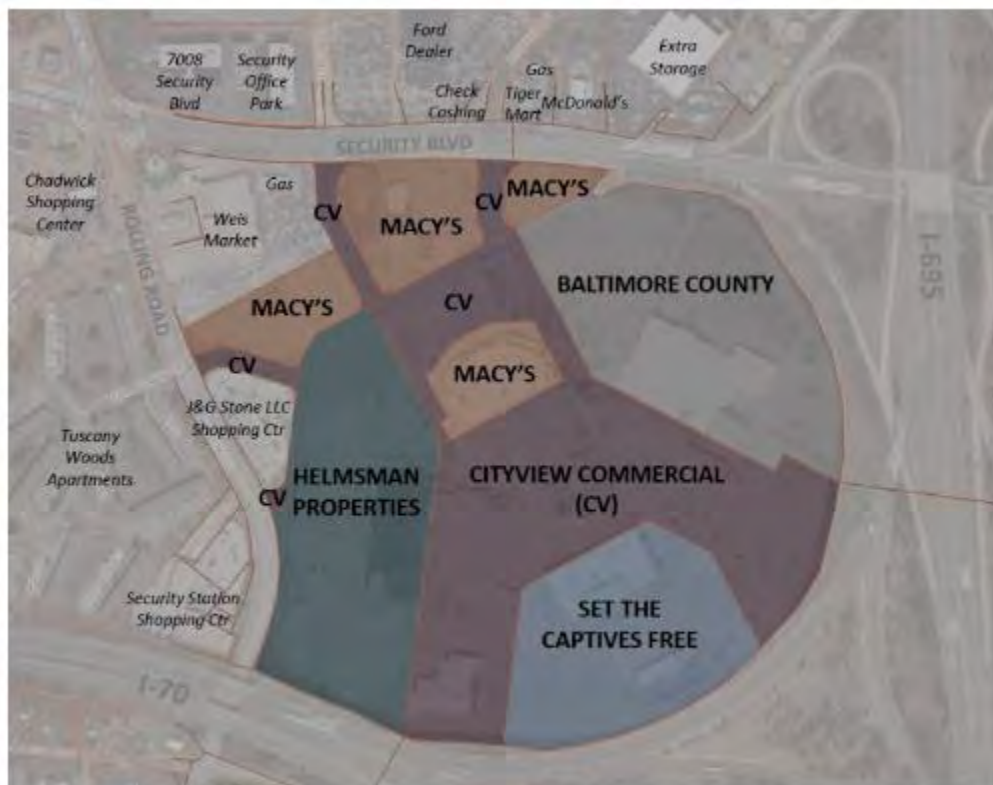 7008
Security
Blvd
Security
Office
Park
Ford
Dealer
Check
Cashing
Gas
Tiger
Mart
McDonald's
Extra
Storage
SECURITY BLVD
Chadwick
Shopping
Center
ROLLING ROAD
Gas
Weis
Market
CV
MACY'S
CV
MACY'S
I-695
MACY'S
CV
BALTIMORE COUNTY
CV
MACY'S
J&G Stone LLC
Shopping Ctr
Tuscany
Woods
Apartments
CV
HELMSMAN
PROPERTIES
CITYVIEW COMMERCIAL
(CV)
Security Station
Shopping Ctr
SET THE
CAPTIVES FREE
I-70